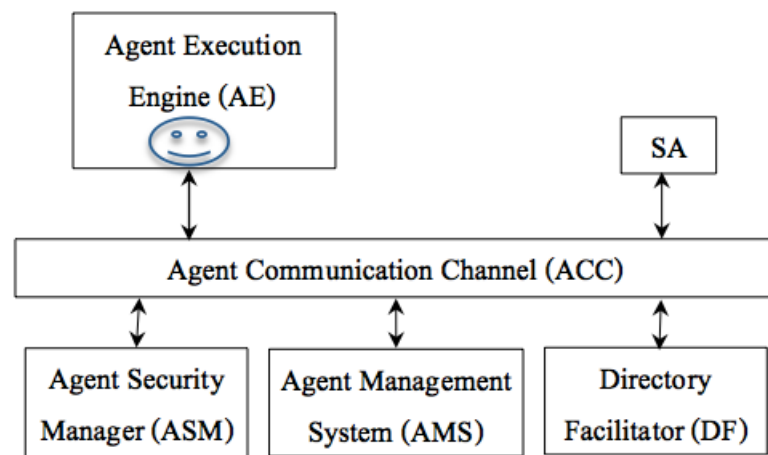 Agent Execution
Engine (AE)
SA
Agent Communication Channel (ACC)
Agent Security
Manager (ASM)
Agent Management
System (AMS)
Directory
Facilitator (DF)